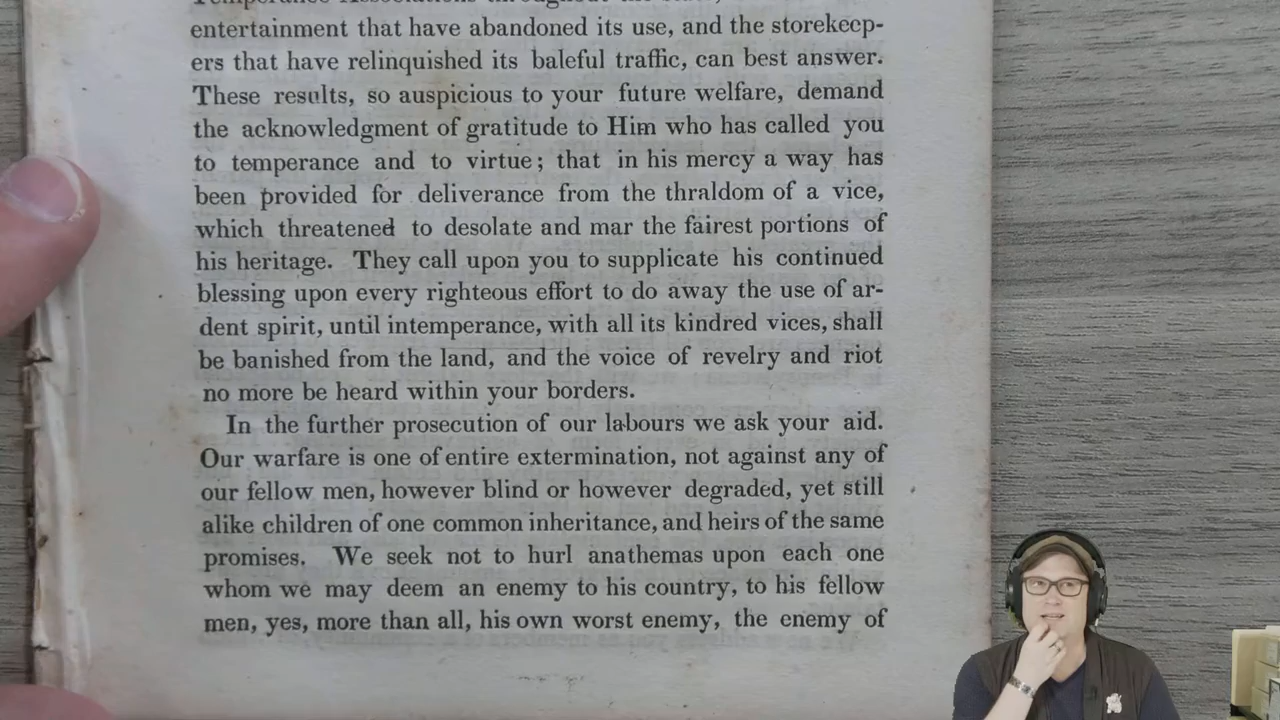 Temperance Associations throughout the
entertainment that have abandoned its use, and the storekeep-
ers that have relinquished its baleful traffic, can best answer.
These results, so auspicious to your future welfare, demand
the acknowledgment of gratitude to Him who has called you
to temperance and to virtue; that in his mercy a way has
been provided for deliverance from the thraldom of a vice,
which threatened to desolate and mar the fairest portions of
his heritage. They call upon you to supplicate his continued
blessing upon every righteous effort to do away the use of ar-
dent spirit, until intemperance, with all its kindred vices, shall
be banished from the land, and the voice of revelry and riot
no more be heard within your borders.
In the further prosecution of our labours we ask your aid.
Our warfare is one of entire extermination, not against any of
our fellow men, however blind or however degraded, yet still
alike children of one common inheritance, and heirs of the same
promises. We seek not to hurl anathemas upon each one
whom we may deem an enemy to his country, to his fellow
men, yes, more than all, his own worst enemy, the enemy of